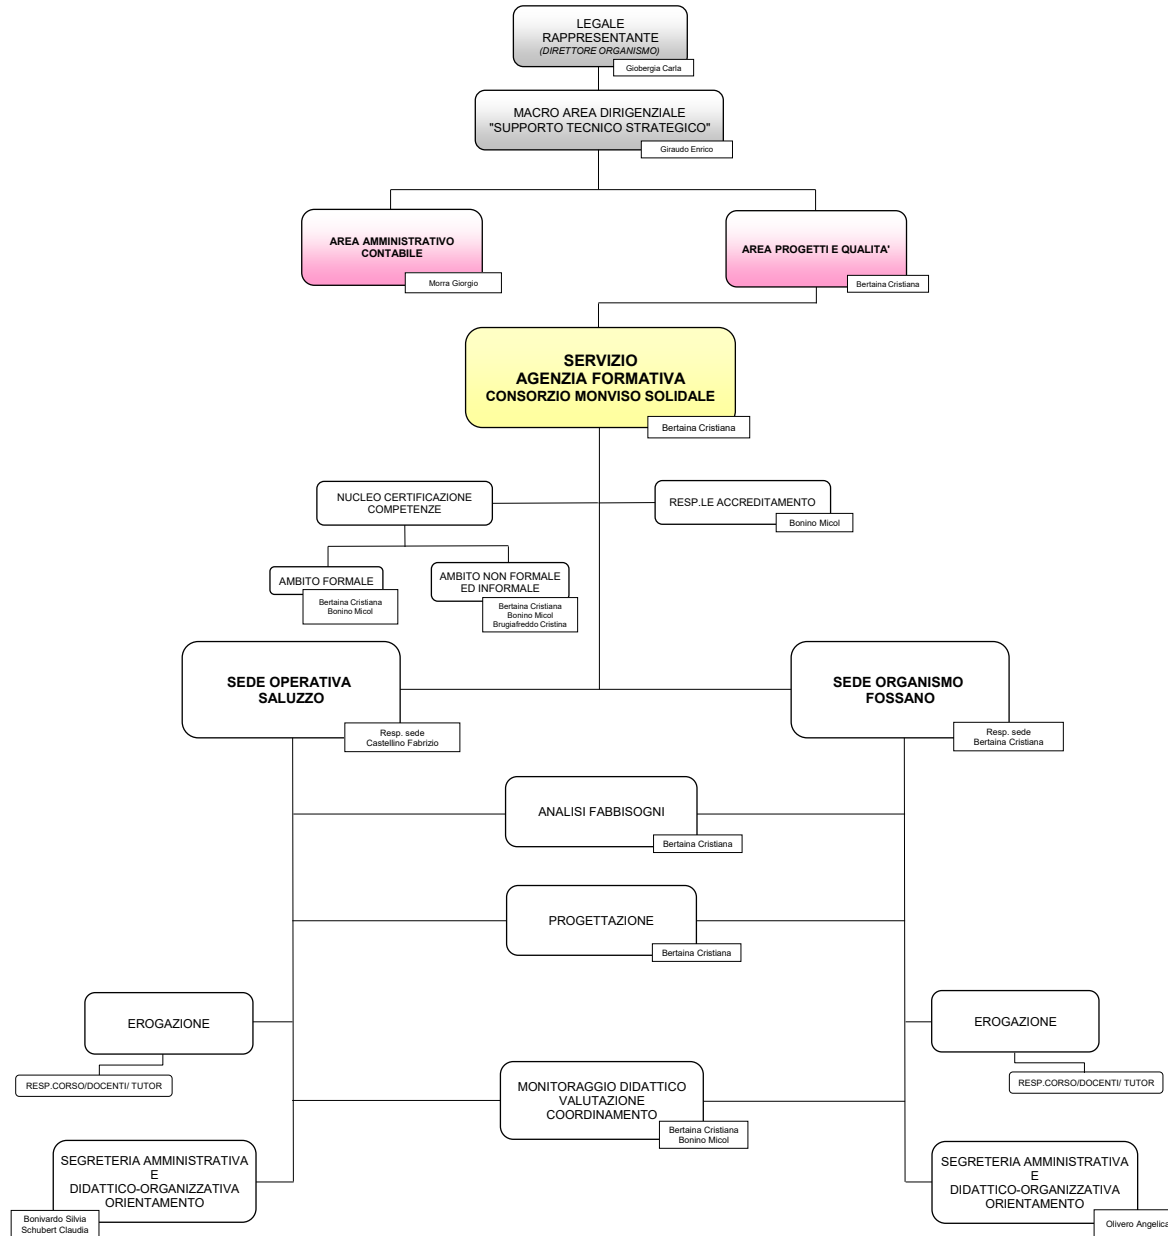 LEGALE
RAPPRESENTANTE
(DIRETTORE ORGANISMO)
Giobergia Carla
MACRO AREA DIRIGENZIALE
"SUPPORTO TECNICO STRATEGICO"
Giraudo Enrico
AREA AMMINISTRATIVO
CONTABILE
Morra Giorgio
AREA PROGETTI E QUALITA'
Bertaina Cristiana
SERVIZIO
AGENZIA FORMATIVA
CONSORZIO MONVISO SOLIDALE
Bertaina Cristiana
NUCLEO CERTIFICAZIONE
COMPETENZE
RESP.LE ACCREDITAMENTO
Bonino Micol
AMBITO FORMALE
Bertaina Cristiana
Bonino Micol
AMBITO NON FORMALE
ED INFORMALE
Bertaina Cristiana
Bonino Micol
Brugiafreddo Cristina
SEDE OPERATIVA
SALUZZO
Resp. sede
Castellino Fabrizio
SEDE ORGANISMO
FOSSANO
Resp. sede
Bertaina Cristiana
ANALISI FABBISOGNI
Bertaina Cristiana
PROGETTAZIONE
Bertaina Cristiana
EROGAZIONE
RESP.CORSO/DOCENTI/ TUTOR
EROGAZIONE
RESP.CORSO/DOCENTI/ TUTOR
MONITORAGGIO DIDATTICO
VALUTAZIONE
COORDINAMENTO
Bertaina Cristiana
Bonino Micol
SEGRETERIA AMMINISTRATIVA
E
DIDATTICO-ORGANIZZATIVA
ORIENTAMENTO
Bonivardo Silvia
Schubert Claudia
SEGRETERIA AMMINISTRATIVA
E
DIDATTICO-ORGANIZZATIVA
ORIENTAMENTO
Olivero Angelica